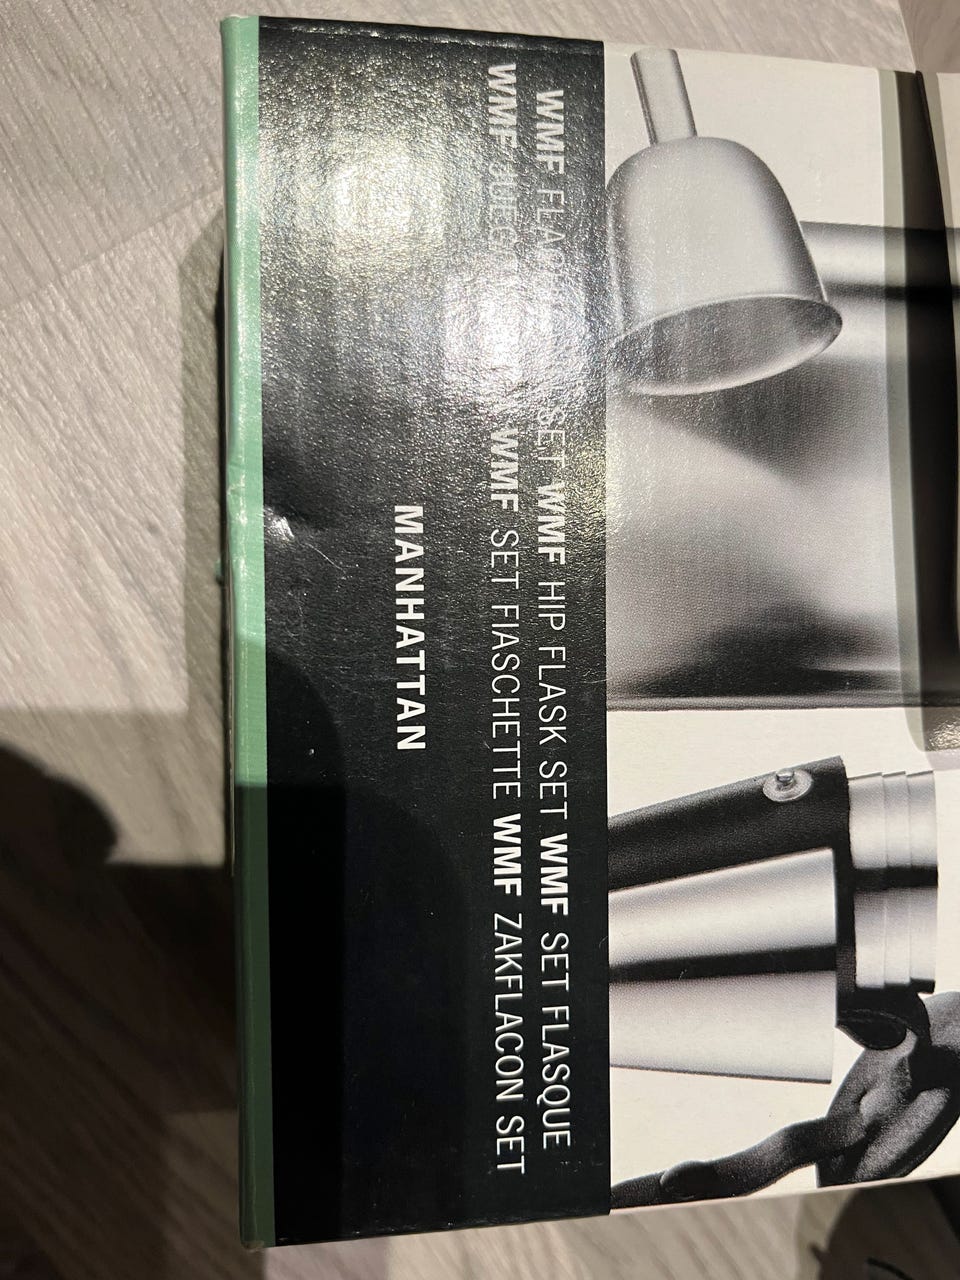 WMF SET WMF HIP FLASK SET WMF SET FLASQUE
WMF WMF SET FIASCHETTE WMF ZAKFLACON SET
MANHATTAN